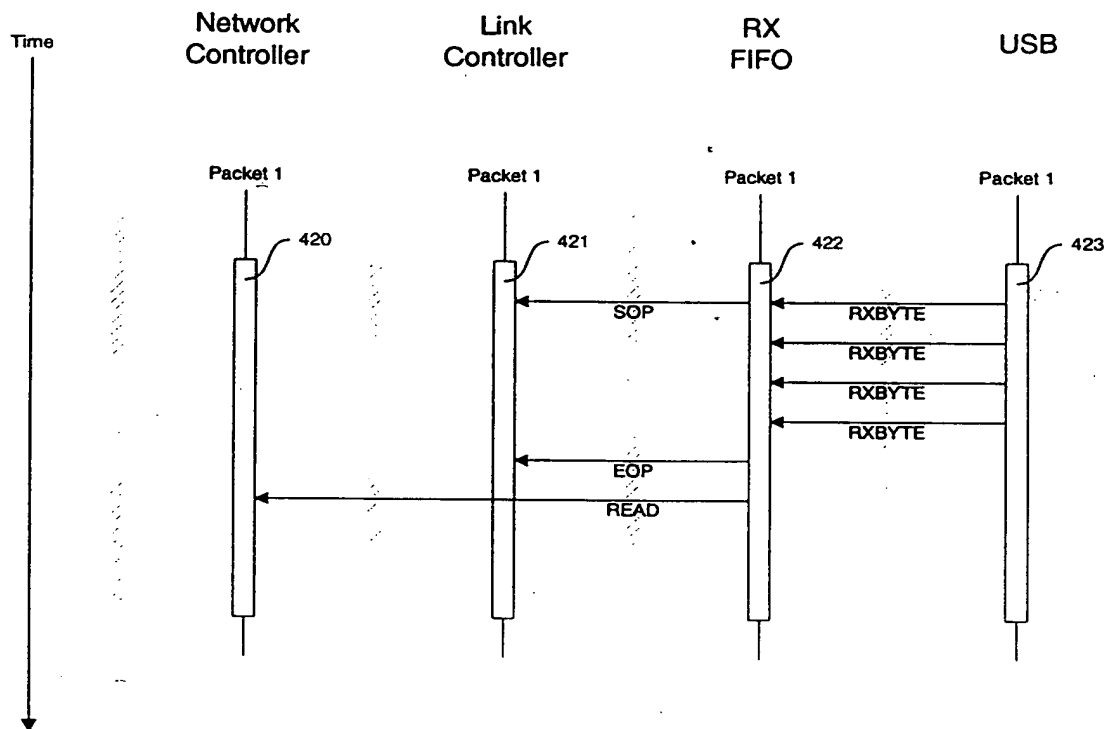 Time
Network
Controller
Link
Controller
RX
FIFO
USB
Packet 1
Packet 1
Packet 1
Packet 1
420
421
422
423
SOP
RXBYTE
RXBYTE
RXBYTE
RXBYTE
EOP
READ